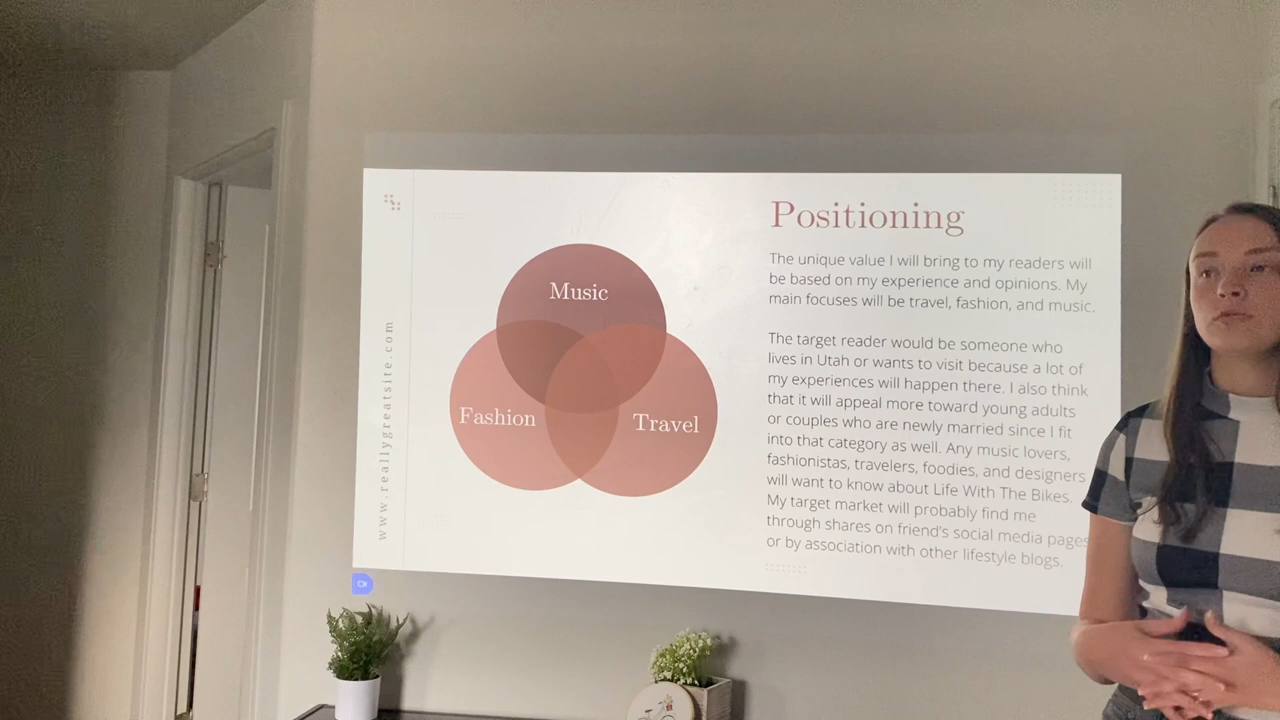 Positioning
The unique value I will bring to my readers will
be based on my experience and opinions. My
main focuses will be travel, fashion, and music.
The target reader would be someone who
lives in Utah or wants to visit because a lot of
my experiences will happen there. I also think
that it will appeal more toward young adults
or couples who are newly married since I fit
into that category as well. Any music lovers,
fashionistas, travelers, foodies, and designers
will want to know about Life With The Bikes.
My target market will probably find me
through shares on friend's social media pages
or by association with other lifestyle blogs.
Music
Fashion
Travel
www.reallygreatsite.com